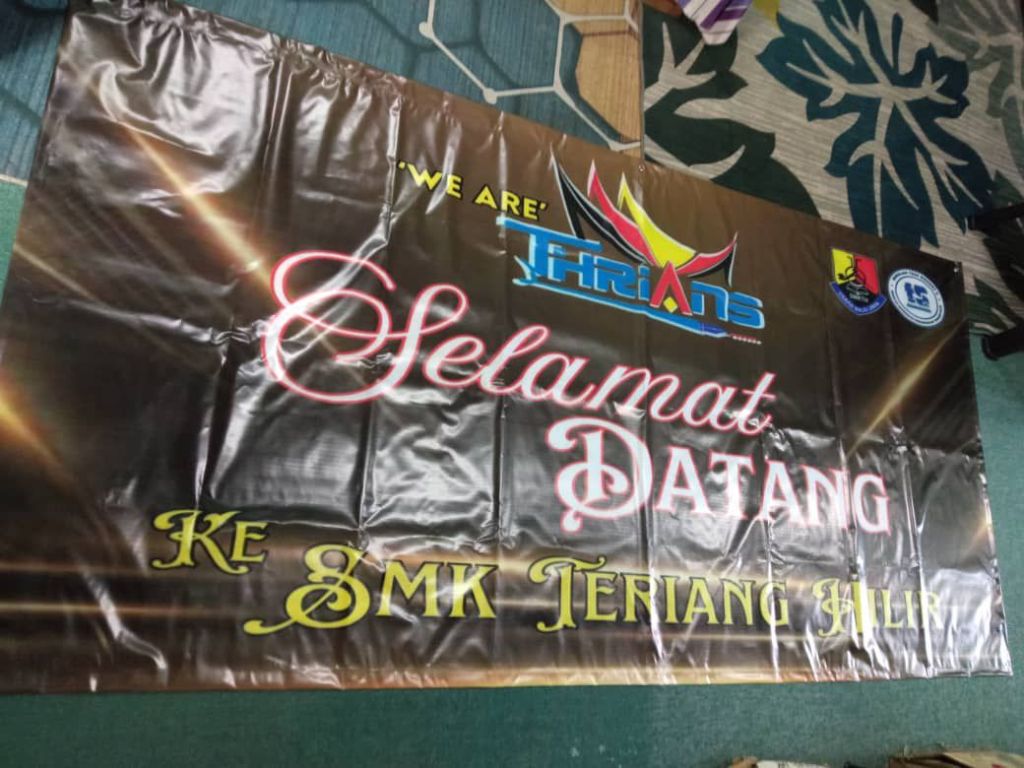 'WE ARE'
THRIANS
Selamat
DATANG
KE SMK TERIANG HILIR